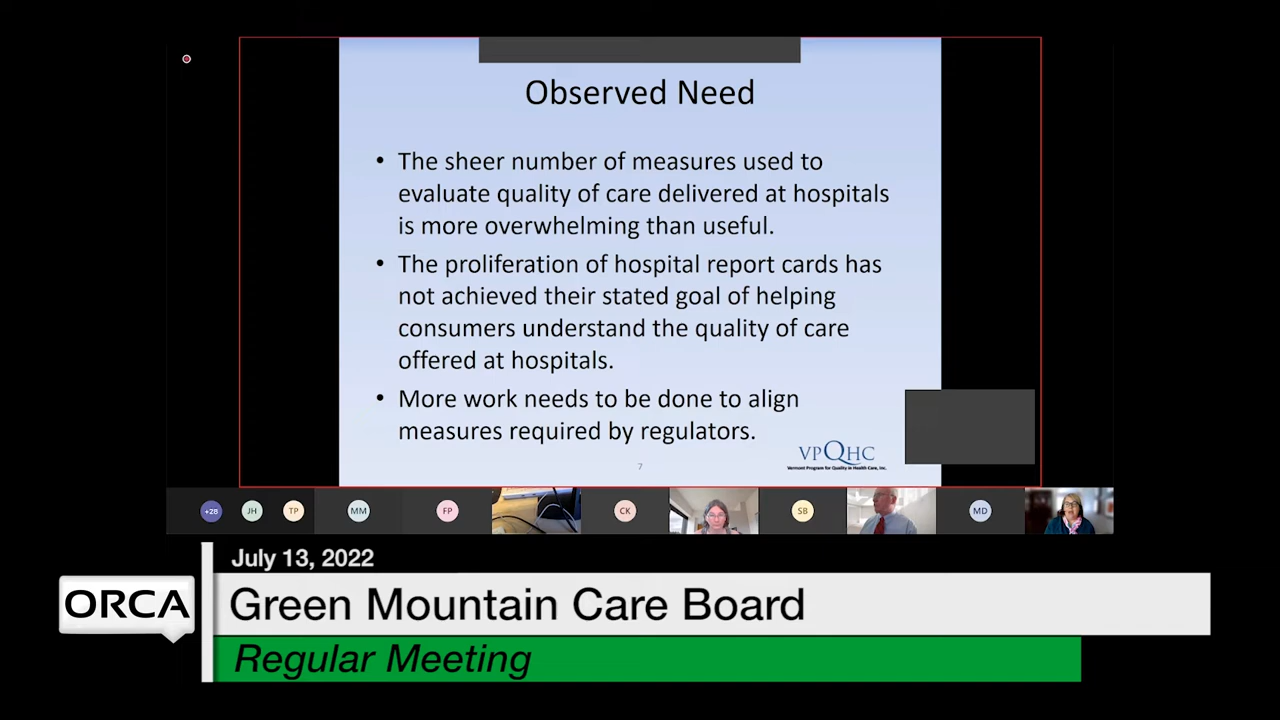 Observed Need
• The sheer number of measures used to
evaluate quality of care delivered at hospitals
is more overwhelming than useful.
• The proliferation of hospital report cards has
not achieved their stated goal of helping
consumers understand the quality of care
offered at hospitals.
• More work needs to be done to align
measures required by regulators.
7
VPQHC
Vermont Program for Quality in Health Care, Inc.
+28 JH TP MM FP CK SB MD
July 13, 2022
ORCA
Green Mountain Care Board
Regular Meeting